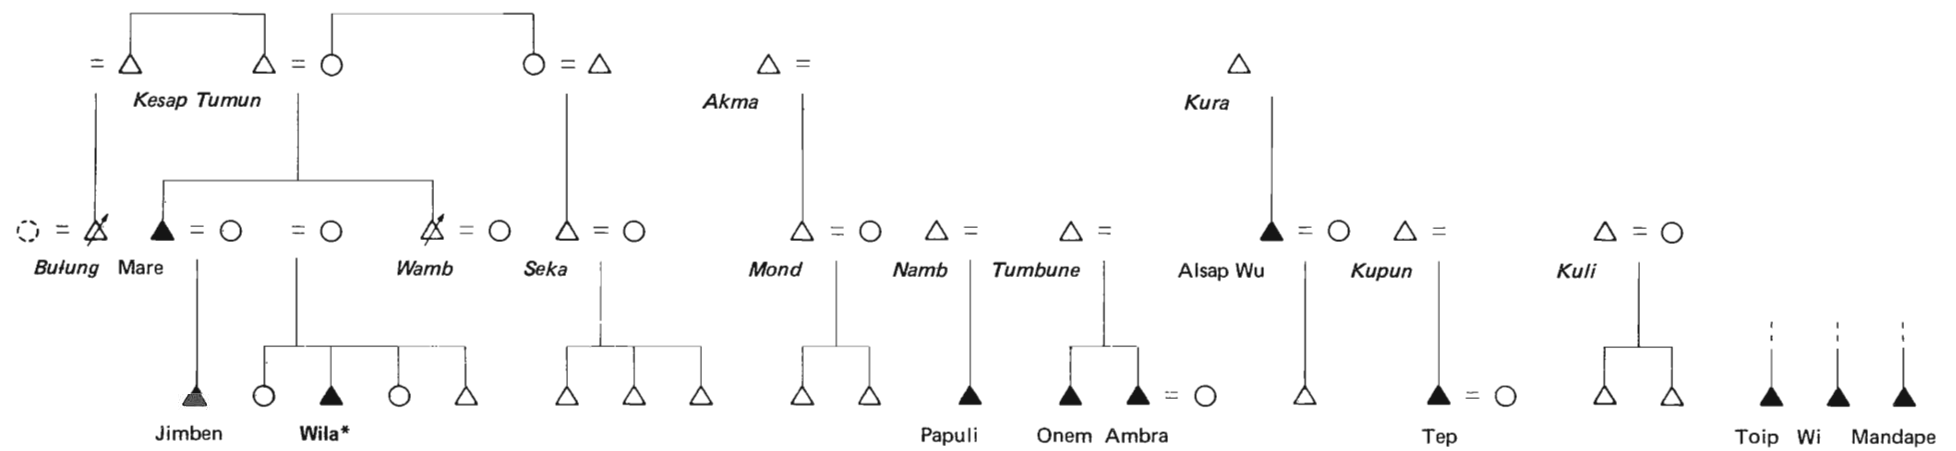 Kesap Tumun Akma Kura
Bułung Mare Wamb Seka Mond Namb Tumbune Alsap Wu Kupun Kuli
Jimben Wila* Papuli Onem Ambra Tep Toip Wi Mandape